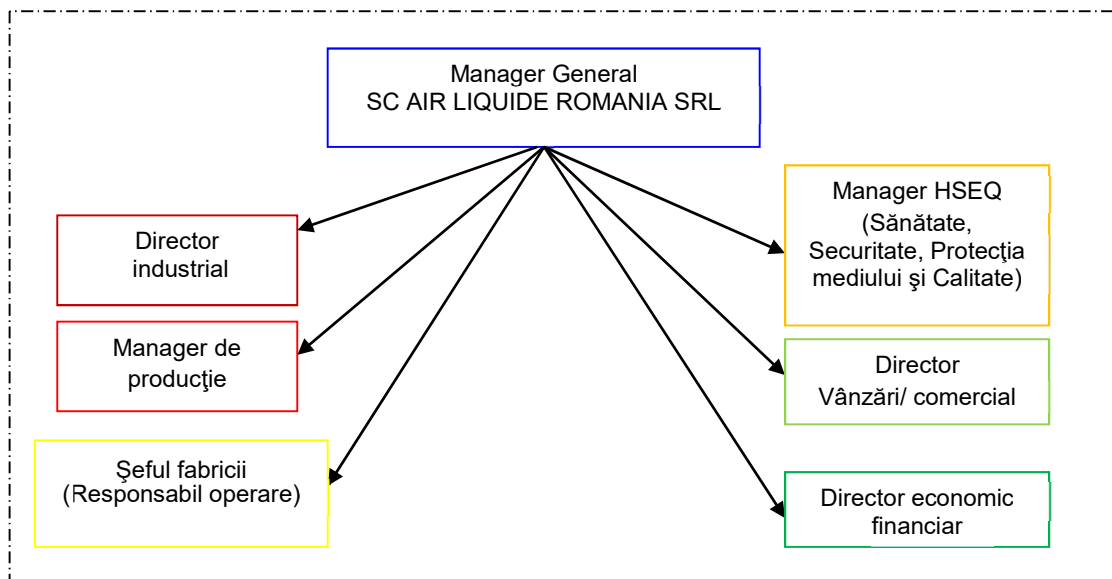 Manager General
SC AIR LIQUIDE ROMANIA SRL
Director
industrial
Manager de
producţie
Şeful fabricii
(Responsabil operare)
Manager HSEQ
(Sănătate,
Securitate, Protecţia
mediului şi Calitate)
Director
Vânzări/ comercial
Director economic
financiar